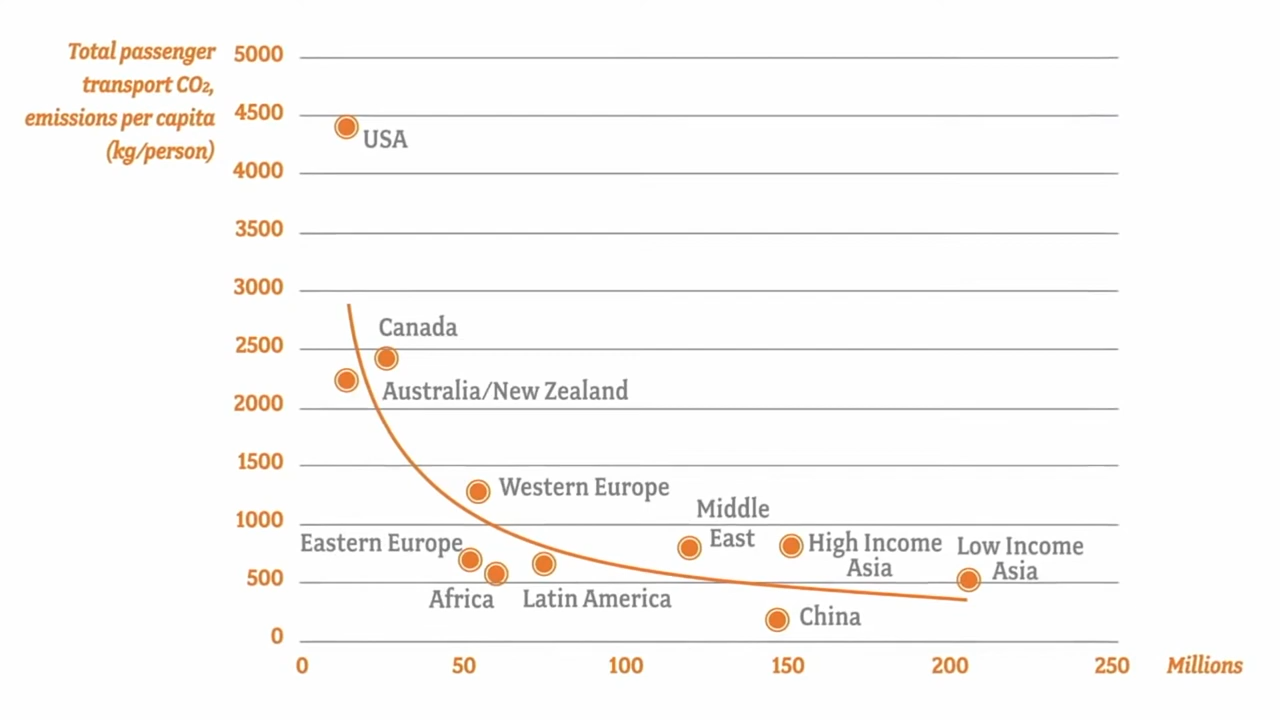 Total passenger
transport CO₂,
emissions per capita
(kg/person)
5000
4500
4000
3500
3000
2500
2000
1500
1000
500
0
USA
Canada
Australia/New Zealand
Western Europe
Middle
East
Eastern Europe
High Income
Asia
Low Income
Asia
Africa
Latin America
China
0 50 100 150 200 250 Millions